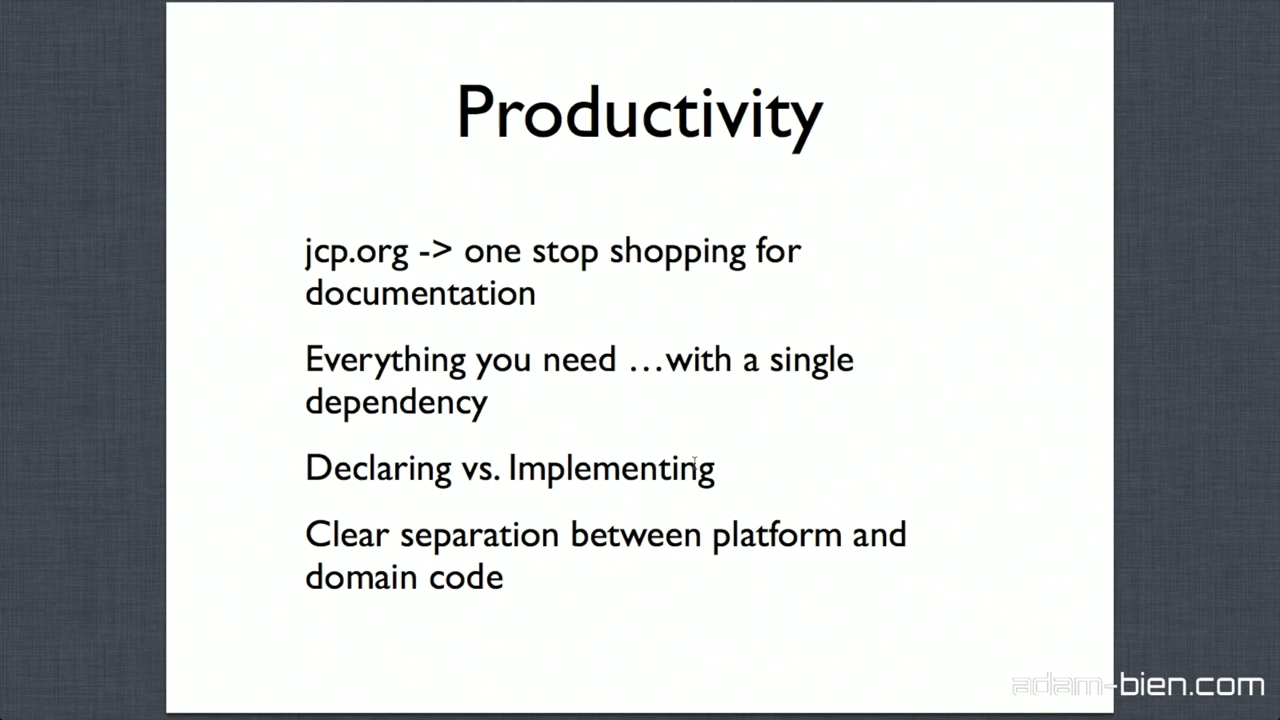 Productivity
jcp.org -> one stop shopping for
documentation
Everything you need …with a single
dependency
Declaring vs. Implementing
Clear separation between platform and
domain code
adam-bien.com